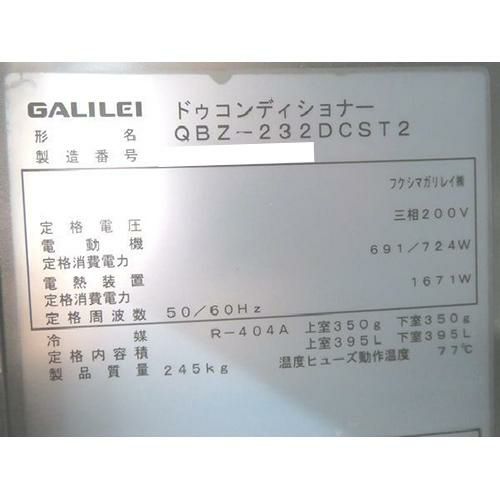 GALILEI ドゥコンディショナー
形名 QBZ-232DCST2
製造番号
フクシマガリレイ㈱
定格電圧 三相200V
電動機定格消費電力 691/724W
電熱装置定格消費電力 1671W
定格周波数 50/60Hz
冷媒 R-404A 上室350g 下室350g
定格内容積 上室395L 下室395L
製品質量 245kg 温度ヒューズ動作温度 77℃